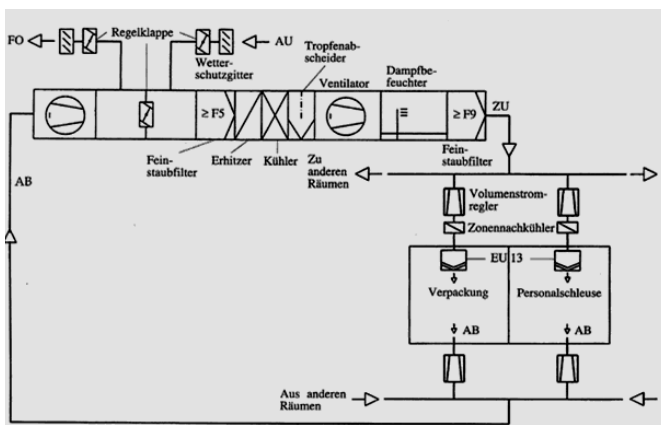 FO
Regelklappe
AU
Wetter-
schutzgitter
Tropfenab-
scheider
Ventilator
Dampfbe-
feuchter
≥ F5
≥ F9
ZU
Fein-
staubfilter
Erhitzer
Kühler
Zu
anderen
Räumen
Fein-
staubfilter
AB
Volumenstrom-
regler
Zonennachkühler
EU 13
Verpackung
Personalschleuse
AB
AB
Aus anderen
Räumen